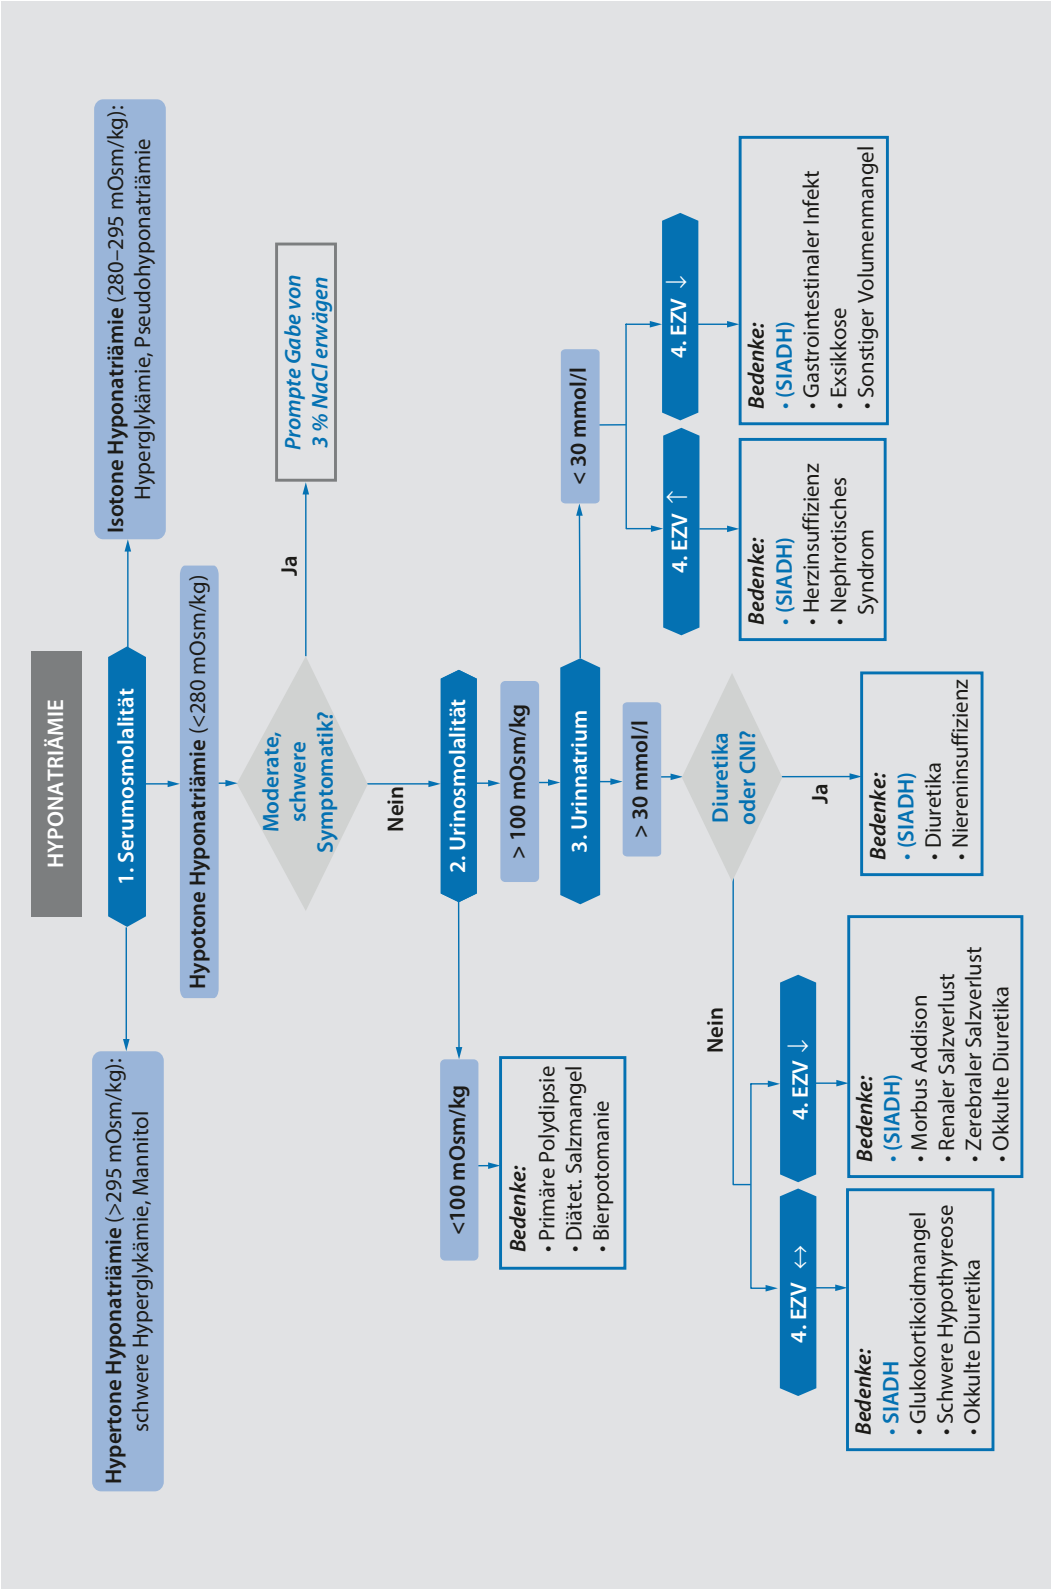 HYPONATRIÄMIE
1. Serumosmolalität
Hypertone Hyponatriämie (>295 mOsm/kg):
schwere Hyperglykämie, Mannitol
Isotone Hyponatriämie (280–295 mOsm/kg):
Hyperglykämie, Pseudohyponatriämie
Hypotone Hyponatriämie (<280 mOsm/kg)
Moderate,
schwere
Symptomatik?
Ja
Prompte Gabe von
3 % NaCl erwägen
Nein
2. Urinosmolalität
<100 mOsm/kg
Bedenke:
• Primäre Polydipsie
• Diätet. Salzmangel
• Bierpotomanie
> 100 mOsm/kg
3. Urinnatrium
> 30 mmol/l
< 30 mmol/l
4. EZV ↑
Bedenke:
• (SIADH)
• Herzinsuffizienz
• Nephrotisches
Syndrom
4. EZV ↓
Bedenke:
• (SIADH)
• Gastrointestinaler Infekt
• Exsikkose
• Sonstiger Volumenmangel
Diuretika
oder CNI?
Nein
4. EZV ↔
Bedenke:
• SIADH
• Glukokortikoidmangel
• Schwere Hypothyreose
• Okkulte Diuretika
4. EZV ↓
Bedenke:
• (SIADH)
• Morbus Addison
• Renaler Salzverlust
• Zerebraler Salzverlust
• Okkulte Diuretika
Ja
Bedenke:
• (SIADH)
• Diuretika
• Niereninsuffizienz